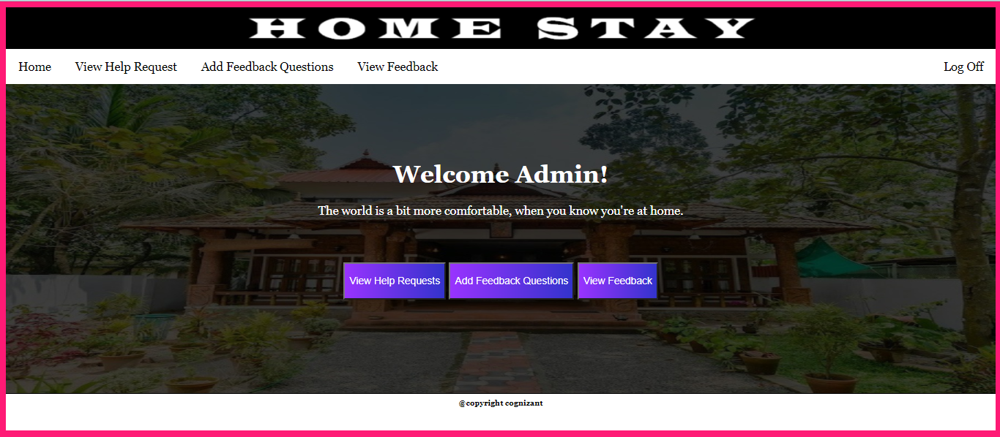 HOME STAY
Home View Help Request Add Feedback Questions View Feedback Log Off
Welcome Admin!
The world is a bit more comfortable, when you know you're at home.
View Help Requests Add Feedback Questions View Feedback
@copyright cognizant